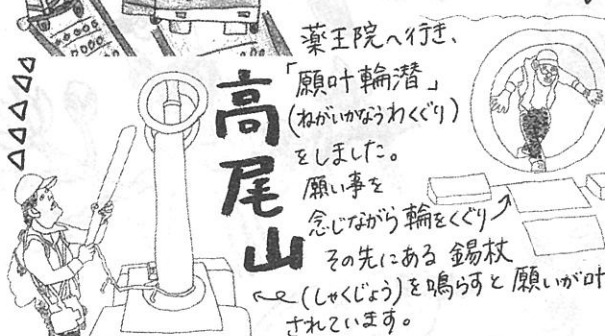 高尾山
薬王院へ行き、
「願叶輪潜」
(ねがいかなうわくぐり)
をしました。
願い事を
念じながら輪をくぐり
その先にある 錫杖
(しゃくじょう)を鳴らすと願いが叶
されています。